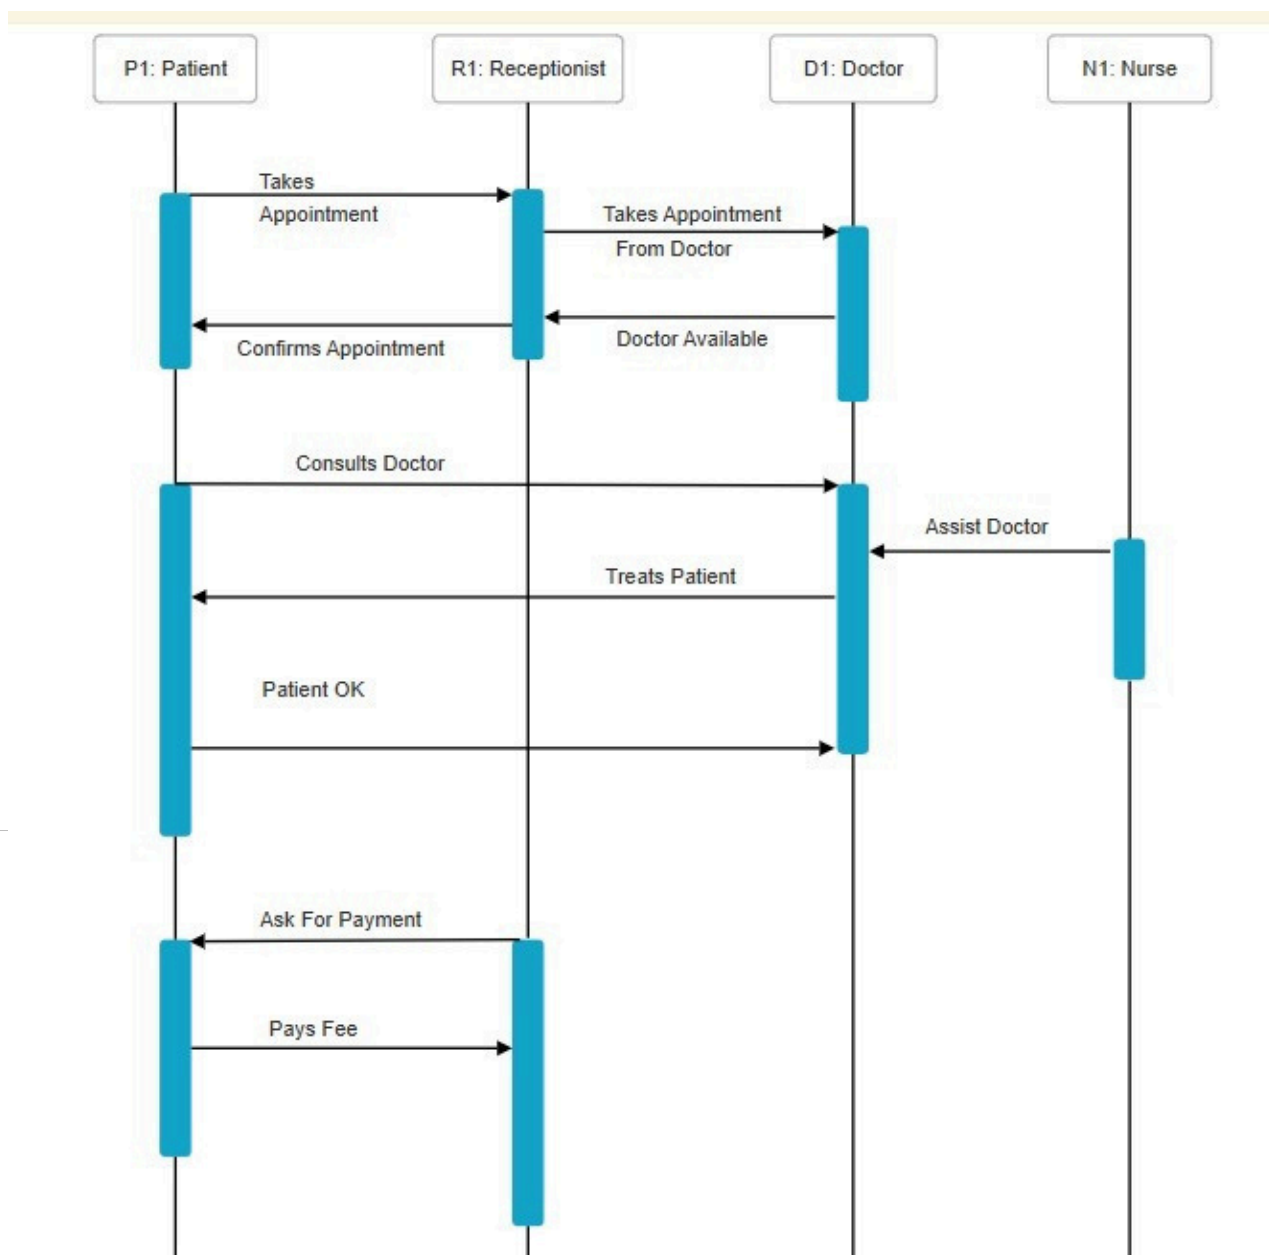 P1: Patient
R1: Receptionist
D1: Doctor
N1: Nurse
Takes
Appointment
Takes Appointment
From Doctor
Doctor Available
Confirms Appointment
Consults Doctor
Assist Doctor
Treats Patient
Patient OK
Ask For Payment
Pays Fee